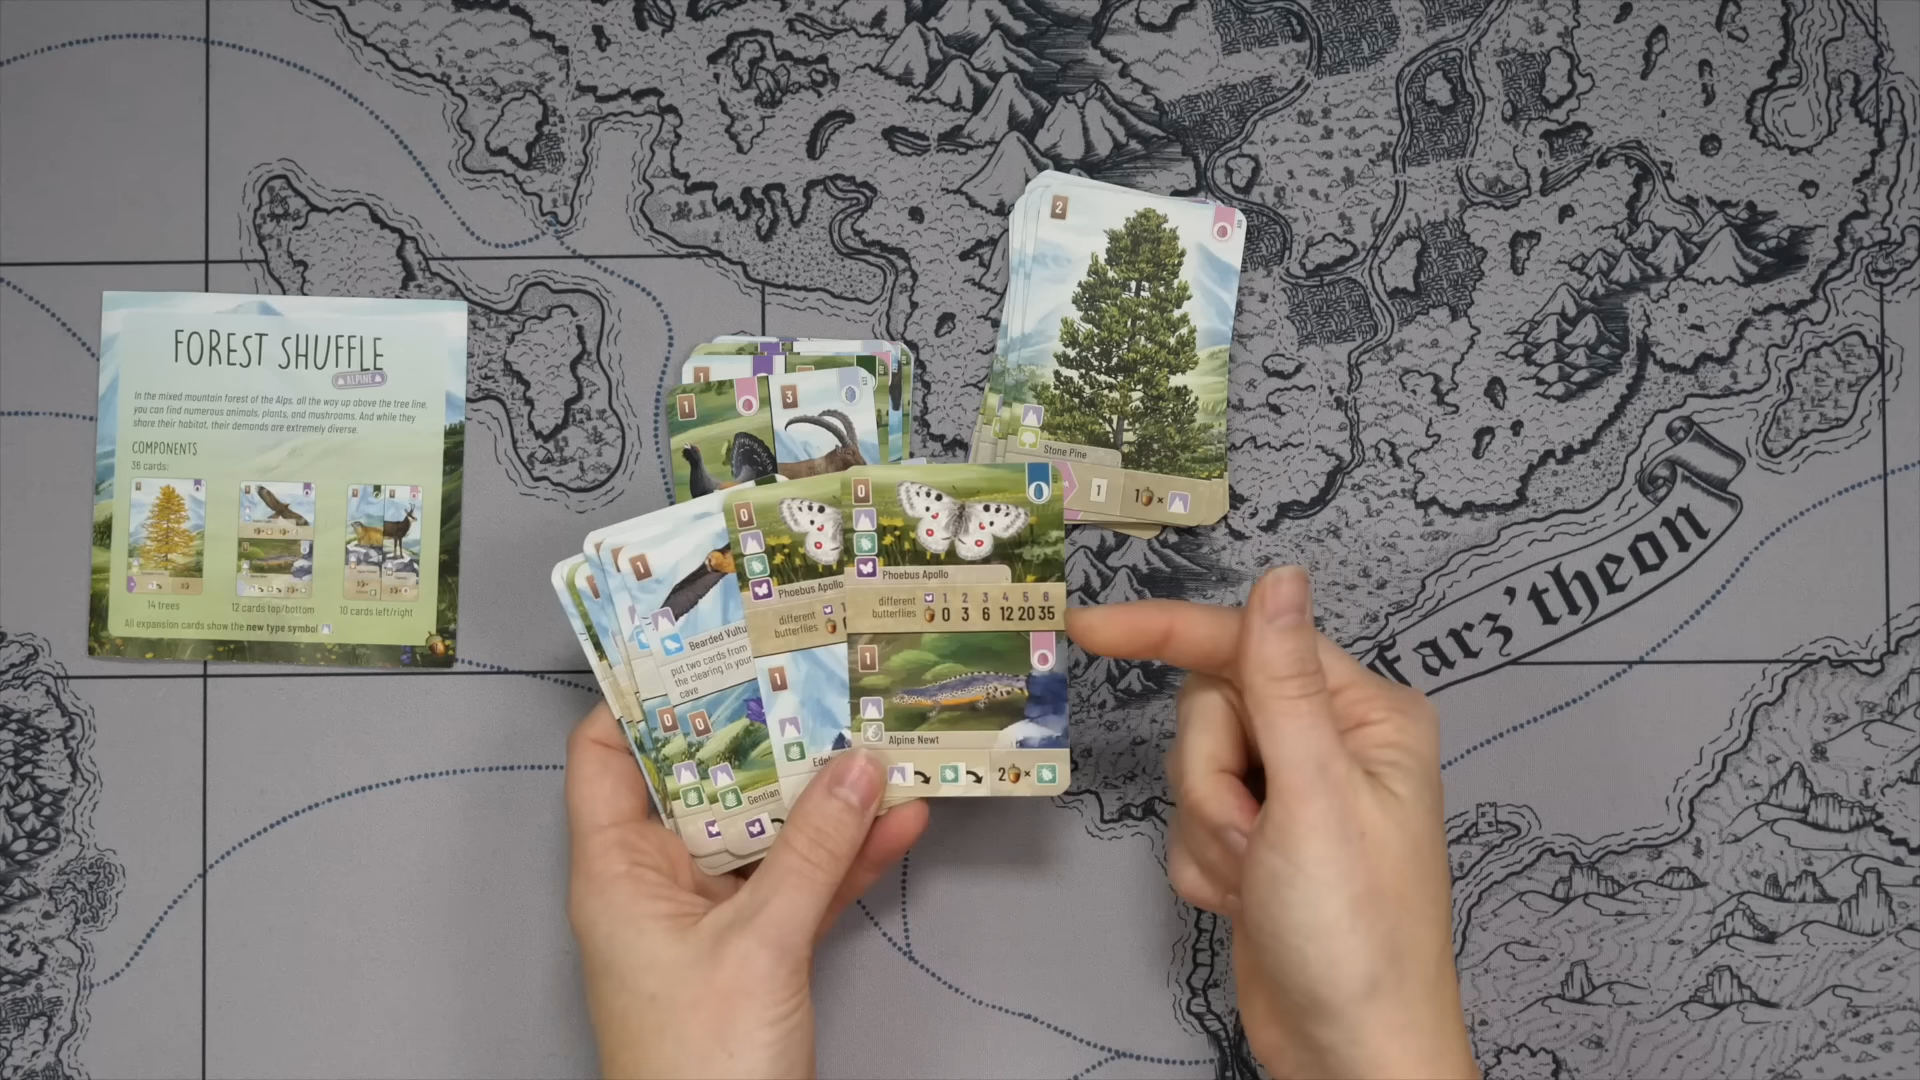 FOREST SHUFFLE
ALPINE
In the mixed mountain forest of the Alps, all the way up above the tree line,
you can find numerous animals, plants, and mushrooms. And while they
share their habitat, their demands are extremely diverse.
COMPONENTS
36 cards:
14 trees
12 cards top/bottom
10 cards left/right
All expansion cards show the new type symbol
2
Stone Pine
1
1 ×
1
1
3
1
Bearded Vultu
put two cards from
the clearing in your
cave
0
0
Gentian
0
Phoebus Apollo
different
butterflies
1
1
Edel
0
Phoebus Apollo
different
butterflies
1 2 3 4 5 6
0 3 6 12 20 35
1
Alpine Newt
2 ×
Farz'theon